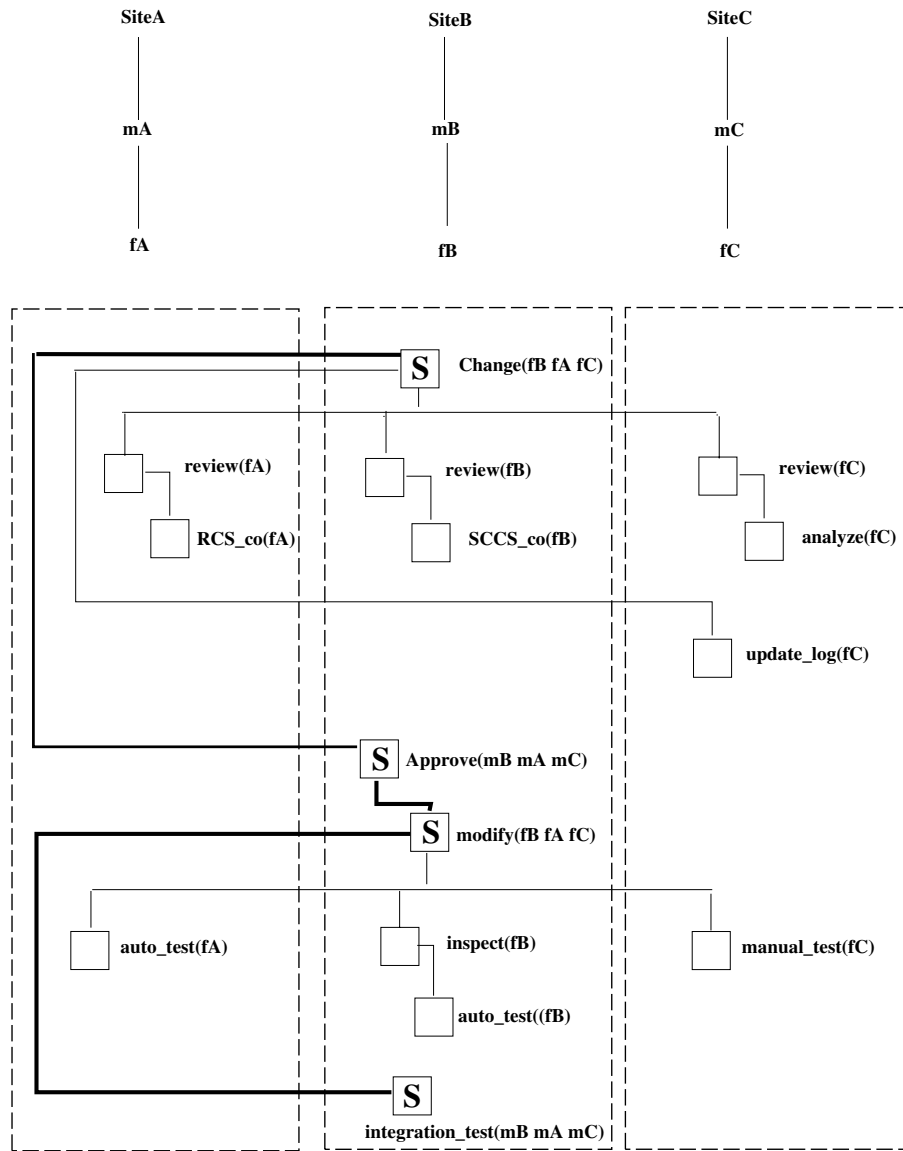 SiteA SiteB SiteC
mA mB mC
fA fB fC
S Change(fB fA fC)
review(fA) review(fB) review(fC)
RCS_co(fA) SCCS_co(fB) analyze(fC)
update_log(fC)
S Approve(mB mA mC)
S modify(fB fA fC)
auto_test(fA) inspect(fB) manual_test(fC)
auto_test((fB)
S
integration_test(mB mA mC)